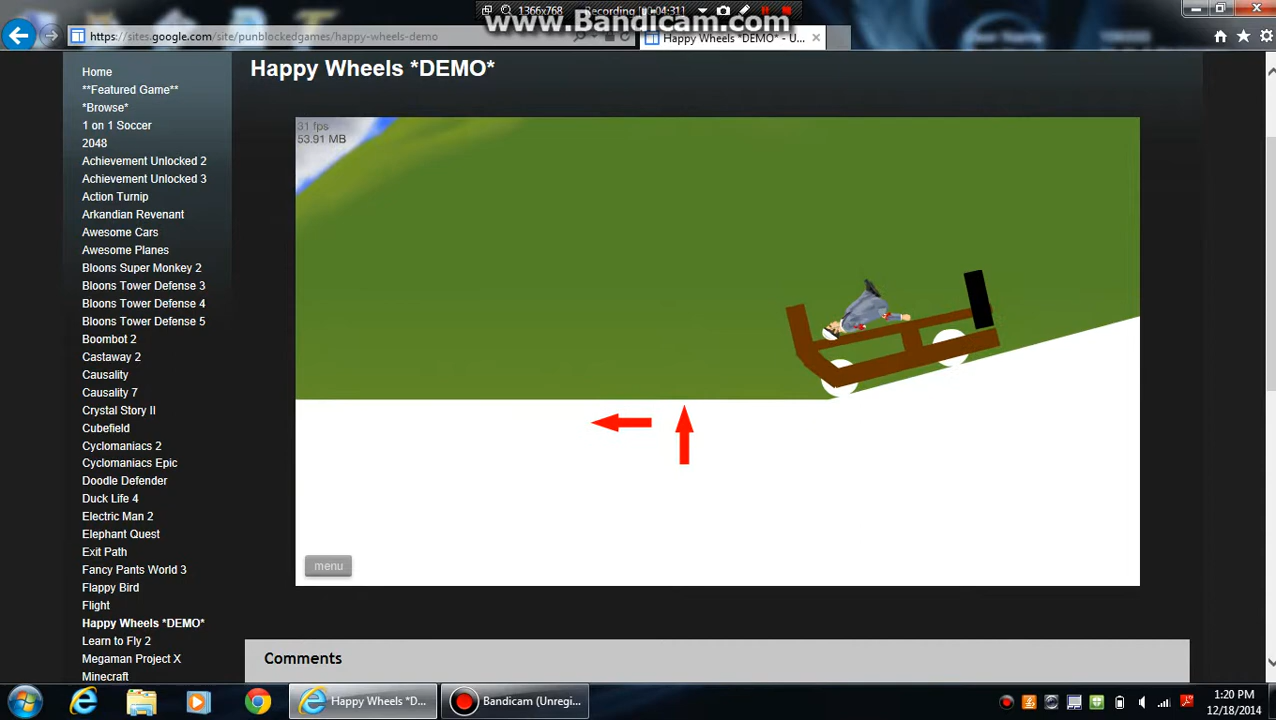 1366x768
Recording
www.Bandicam.com
https://sites.google.com/site/punblockedgames/happy-wheels-demo
Happy Wheels *DEMO* - U...
Home
**Featured Game**
*Browse*
1 on 1 Soccer
2048
Achievement Unlocked 2
Achievement Unlocked 3
Action Turnip
Arkandian Revenant
Awesome Cars
Awesome Planes
Bloons Super Monkey 2
Bloons Tower Defense 3
Bloons Tower Defense 4
Bloons Tower Defense 5
Boombot 2
Castaway 2
Causality
Causality 7
Crystal Story II
Cubefield
Cyclomaniacs 2
Cyclomaniacs Epic
Doodle Defender
Duck Life 4
Electric Man 2
Elephant Quest
Exit Path
Fancy Pants World 3
Flappy Bird
Flight
Happy Wheels *DEMO*
Learn to Fly 2
Megaman Project X
Minecraft
Happy Wheels *DEMO*
31 fps
53.91 MB
menu
Comments
Happy Wheels *D...
Bandicam (Unregi...
1:20 PM
12/18/2014